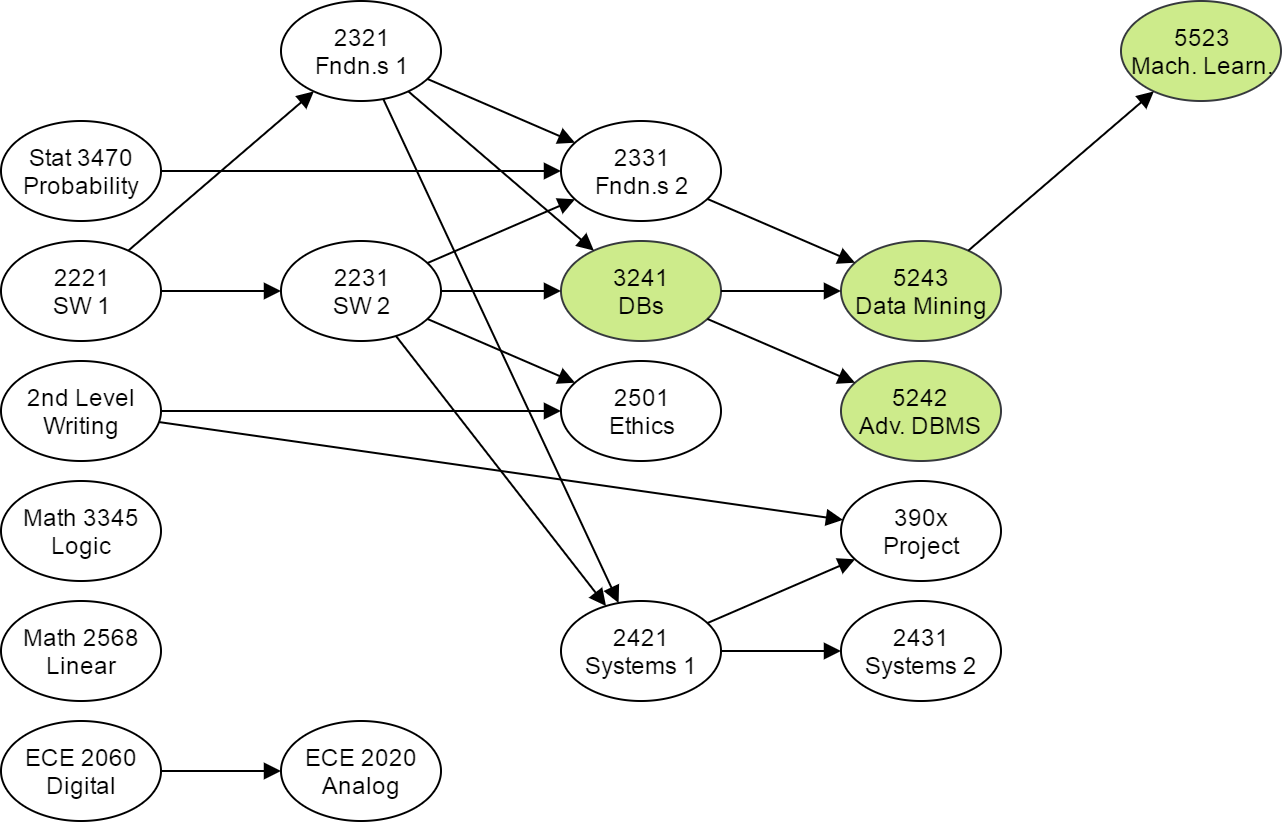 2321
Fndn.s 1
5523
Mach. Learn.
Stat 3470
Probability
2331
Fndn.s 2
2221
SW 1
2231
SW 2
3241
DBs
5243
Data Mining
2nd Level
Writing
2501
Ethics
5242
Adv. DBMS
Math 3345
Logic
390x
Project
Math 2568
Linear
2421
Systems 1
2431
Systems 2
ECE 2060
Digital
ECE 2020
Analog